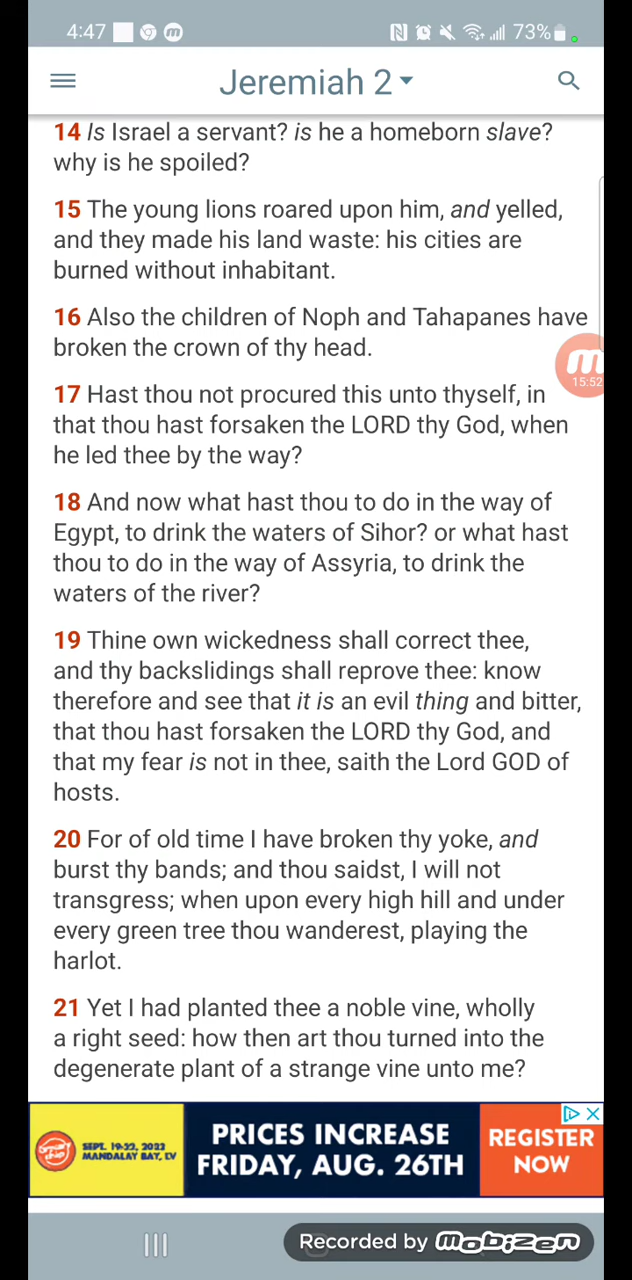 4:47
73%
Jeremiah 2
14 Is Israel a servant? is he a homeborn slave?
why is he spoiled?
15 The young lions roared upon him, and yelled,
and they made his land waste: his cities are
burned without inhabitant.
16 Also the children of Noph and Tahapanes have
broken the crown of thy head.
m
15:52
17 Hast thou not procured this unto thyself, in
that thou hast forsaken the LORD thy God, when
he led thee by the way?
18 And now what hast thou to do in the way of
Egypt, to drink the waters of Sihor? or what hast
thou to do in the way of Assyria, to drink the
waters of the river?
19 Thine own wickedness shall correct thee,
and thy backslidings shall reprove thee: know
therefore and see that it is an evil thing and bitter,
that thou hast forsaken the LORD thy God, and
that my fear is not in thee, saith the Lord GOD of
hosts.
20 For of old time I have broken thy yoke, and
burst thy bands; and thou saidst, I will not
transgress; when upon every high hill and under
every green tree thou wanderest, playing the
harlot.
21 Yet I had planted thee a noble vine, wholly
a right seed: how then art thou turned into the
degenerate plant of a strange vine unto me?
SEPT. 19-22, 2022
MANDALAY BAY, LV
PRICES INCREASE
FRIDAY, AUG. 26TH
REGISTER
NOW
Recorded by mobizen